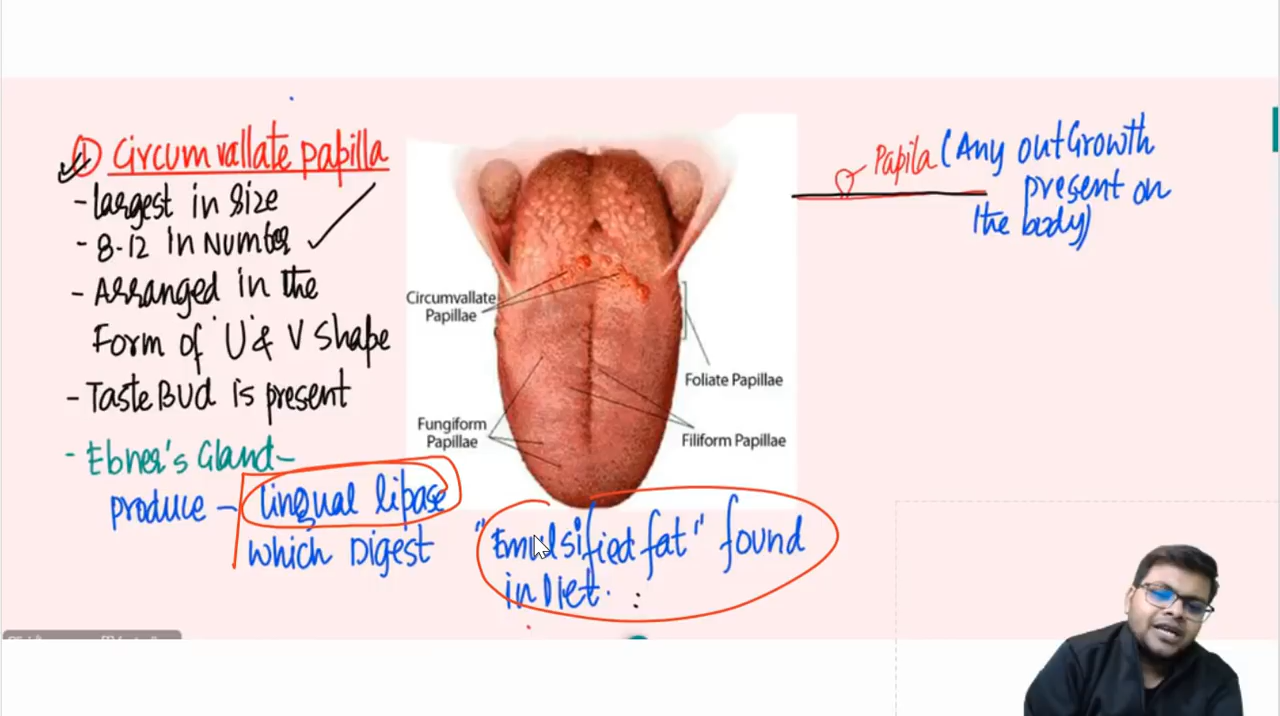 ① Circumvallate papilla
- largest in size
- 8-12 in Number
- Arranged in the
Form of 'U' & V shape
- Taste Bud is present
- Ebner's Gland-
produce - lingual lipase
which Digest "Emulsified fat" found
in Diet.
Circumvallate
Papillae
Fungiform
Papillae
Foliate Papillae
Filiform Papillae
Papila (Any outGrowth
present on
the body)